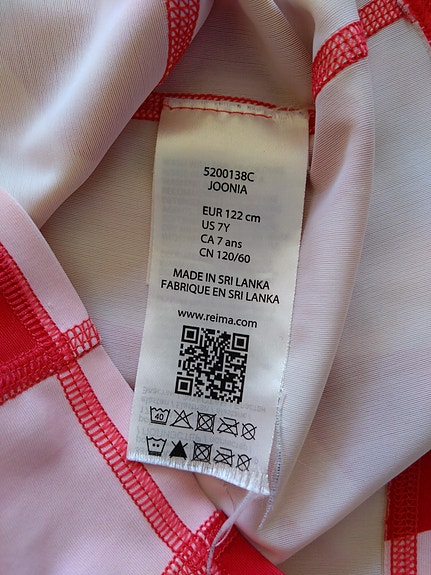 5200138C
JOONIA
EUR 122 cm
US 7Y
CA 7 ans
CN 120/60
MADE IN SRI LANKA
FABRIQUE EN SRI LANKA
www.reima.com
40